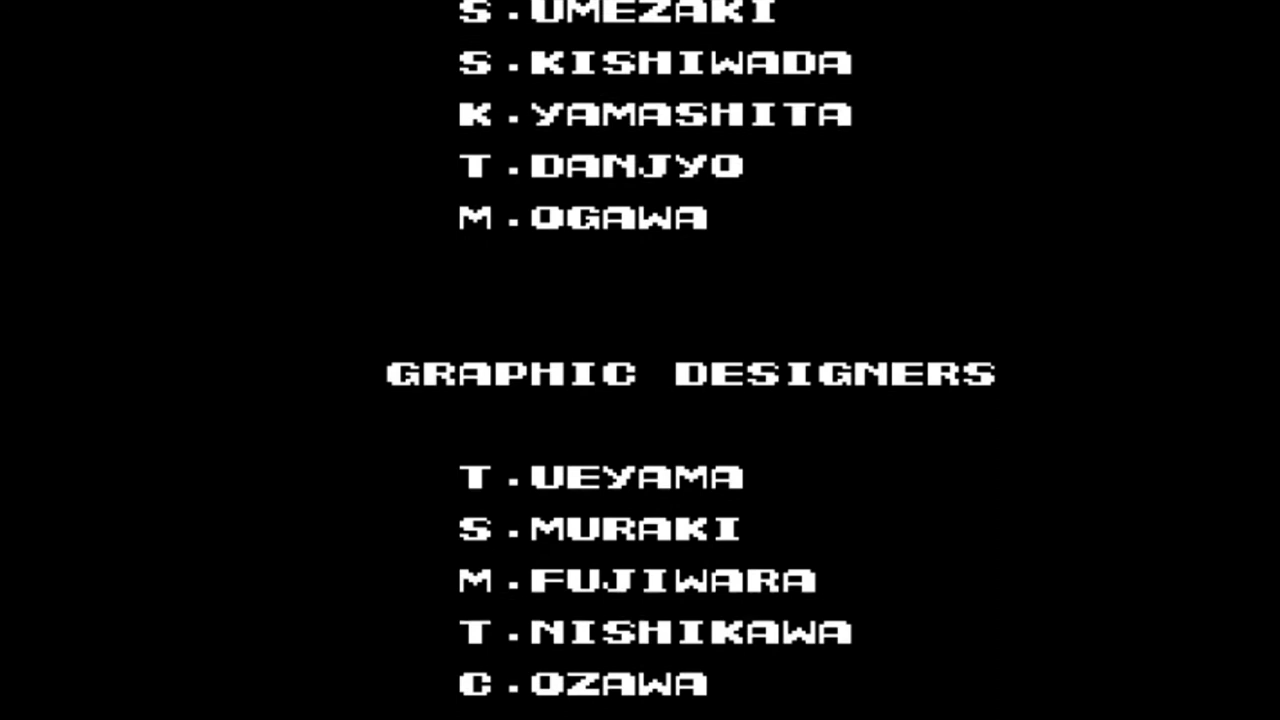 S.UMEZAKI
S.KISHIWADA
K.YAMASHITA
T.DANJYO
M.OGAWA
GRAPHIC DESIGNERS
T.UEYAMA
S.MURAKI
M.FUJIWARA
T.NISHIKAWA
C.OZAWA